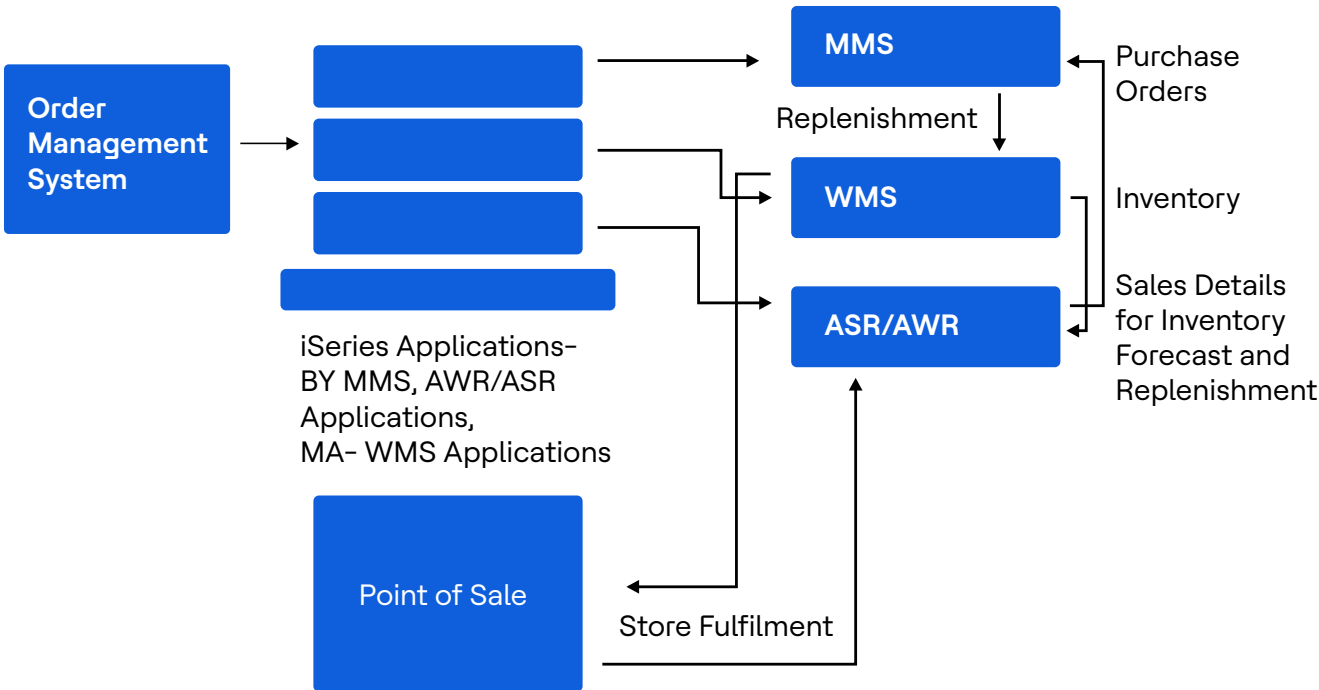 Order
Management
System
iSeries Applications-
BY MMS, AWR/ASR
Applications,
MA- WMS Applications
Point of Sale
MMS
Replenishment
WMS
ASR/AWR
Store Fulfilment
Purchase
Orders
Inventory
Sales Details
for Inventory
Forecast and
Replenishment